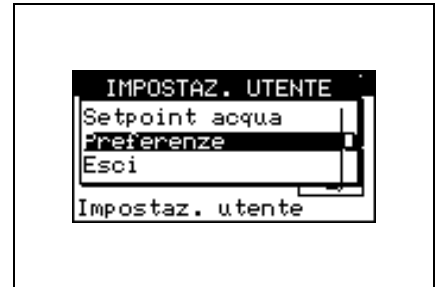 IMPOSTAZ. UTENTE
Setpoint acqua
Preferenze
Esci
Impostaz. utente